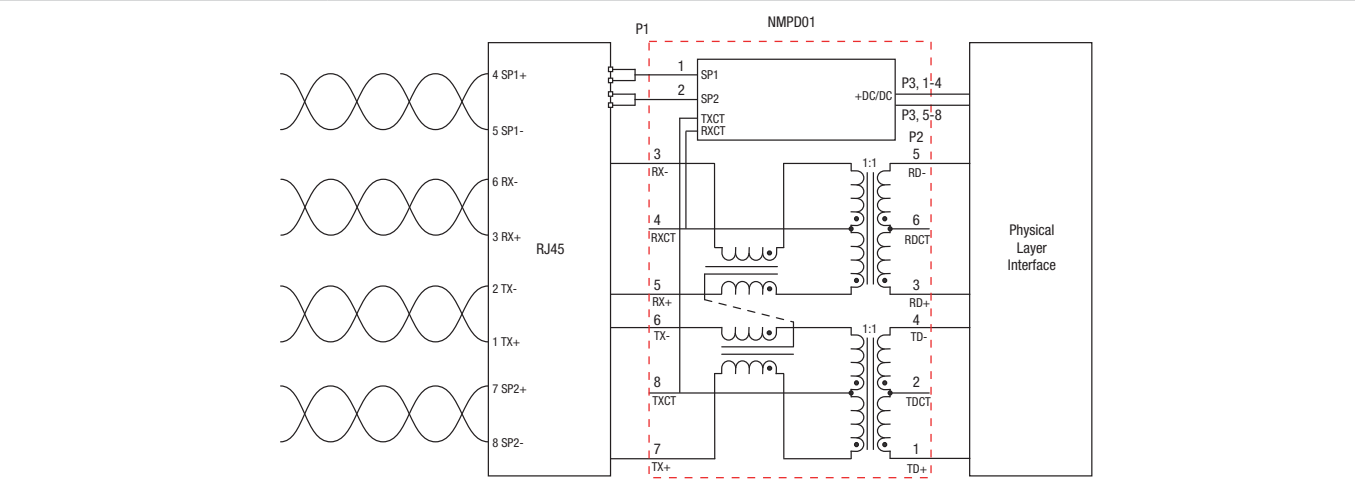 NMPD01
P1
4 SP1+
1
SP1
P3, 1-4
2
SP2
+DC/DC
TXCT
P3, 5-8
5 SP1-
RXCT
P2
3
1:1
5
RX-
RD-
6 RX-
4
6
RXCT
RDCT
3 RX+
RJ45
Physical
Layer
Interface
2 TX-
5
3
RX+
RD+
6
4
TX-
1:1
TD-
1 TX+
7 SP2+
8
2
TXCT
TDCT
8 SP2-
7
1
TX+
TD+